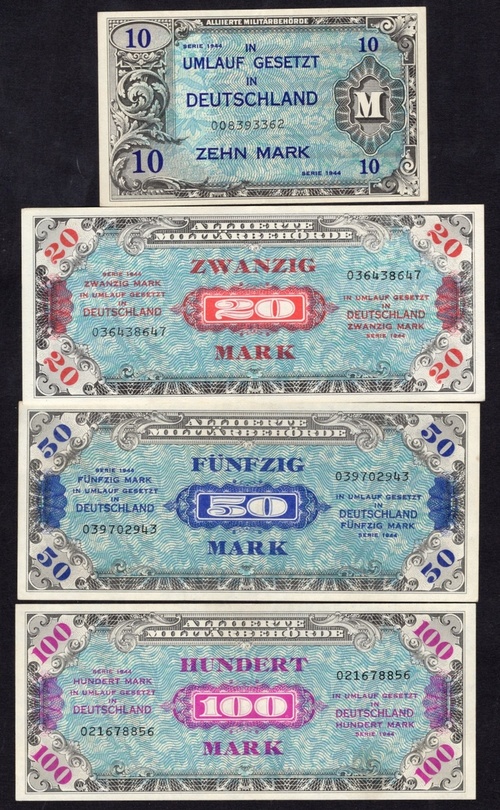 ALLIIERTE MILITÄRBEHÖRDE
10 SERIE 1944 IN 10
UMLAUF GESETZT
IN
DEUTSCHLAND
M
008393362
10 ZEHN MARK 10
SERIE 1944
ALLIIERTE
MILITÄRBEHÖRDE
20 20
ZWANZIG
SERIE 1944
ZWANZIG MARK
IN UMLAUF GESETZT
IN
DEUTSCHLAND
036438647
20
MARK
036438647
IN UMLAUF GESETZT
IN
DEUTSCHLAND
ZWANZIG MARK
SERIE 1944
20 20
ALLIIERTE
MILITÄRBEHÖRDE
50 50
FÜNFZIG
SERIE 1944
FÜNFZIG MARK
IN UMLAUF GESETZT
IN
DEUTSCHLAND
039702943
50
MARK
039702943
IN UMLAUF GESETZT
IN
DEUTSCHLAND
FÜNFZIG MARK
SERIE 1944
50 50
ALLIIERTE
MILITÄRBEHÖRDE
100 100
HUNDERT
SERIE 1944
HUNDERT MARK
IN UMLAUF GESETZT
IN
DEUTSCHLAND
021678856
100
MARK
021678856
IN UMLAUF GESETZT
IN
DEUTSCHLAND
HUNDERT MARK
SERIE 1944
100 100